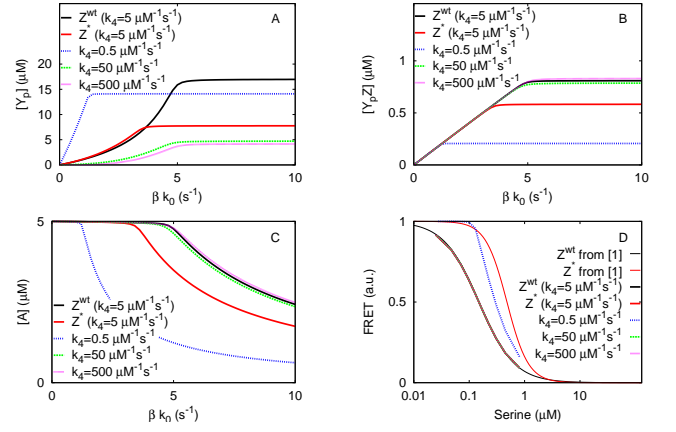 A
Z^wt (k₄=5 μM⁻¹s⁻¹)
Z^* (k₄=5 μM⁻¹s⁻¹)
k₄=0.5 μM⁻¹s⁻¹
k₄=50 μM⁻¹s⁻¹
k₄=500 μM⁻¹s⁻¹
[Yₚ] (μM)
20
10
0
0
5
10
β k₀ (s⁻¹)
B
Z^wt (k₄=5 μM⁻¹s⁻¹)
Z^* (k₄=5 μM⁻¹s⁻¹)
k₄=0.5 μM⁻¹s⁻¹
k₄=50 μM⁻¹s⁻¹
k₄=500 μM⁻¹s⁻¹
[YₚZ] (μM)
1
0.5
0
0
5
10
β k₀ (s⁻¹)
C
[A] (μM)
5
0
Z^wt (k₄=5 μM⁻¹s⁻¹)
Z^* (k₄=5 μM⁻¹s⁻¹)
k₄=0.5 μM⁻¹s⁻¹
k₄=50 μM⁻¹s⁻¹
k₄=500 μM⁻¹s⁻¹
0
5
10
β k₀ (s⁻¹)
D
FRET (a.u.)
1
0.5
0
Z^wt from [1]
Z^* from [1]
Z^wt (k₄=5 μM⁻¹s⁻¹)
Z^* (k₄=5 μM⁻¹s⁻¹)
k₄=0.5 μM⁻¹s⁻¹
k₄=50 μM⁻¹s⁻¹
k₄=500 μM⁻¹s⁻¹
0.01
0.1
1
10
Serine (μM)